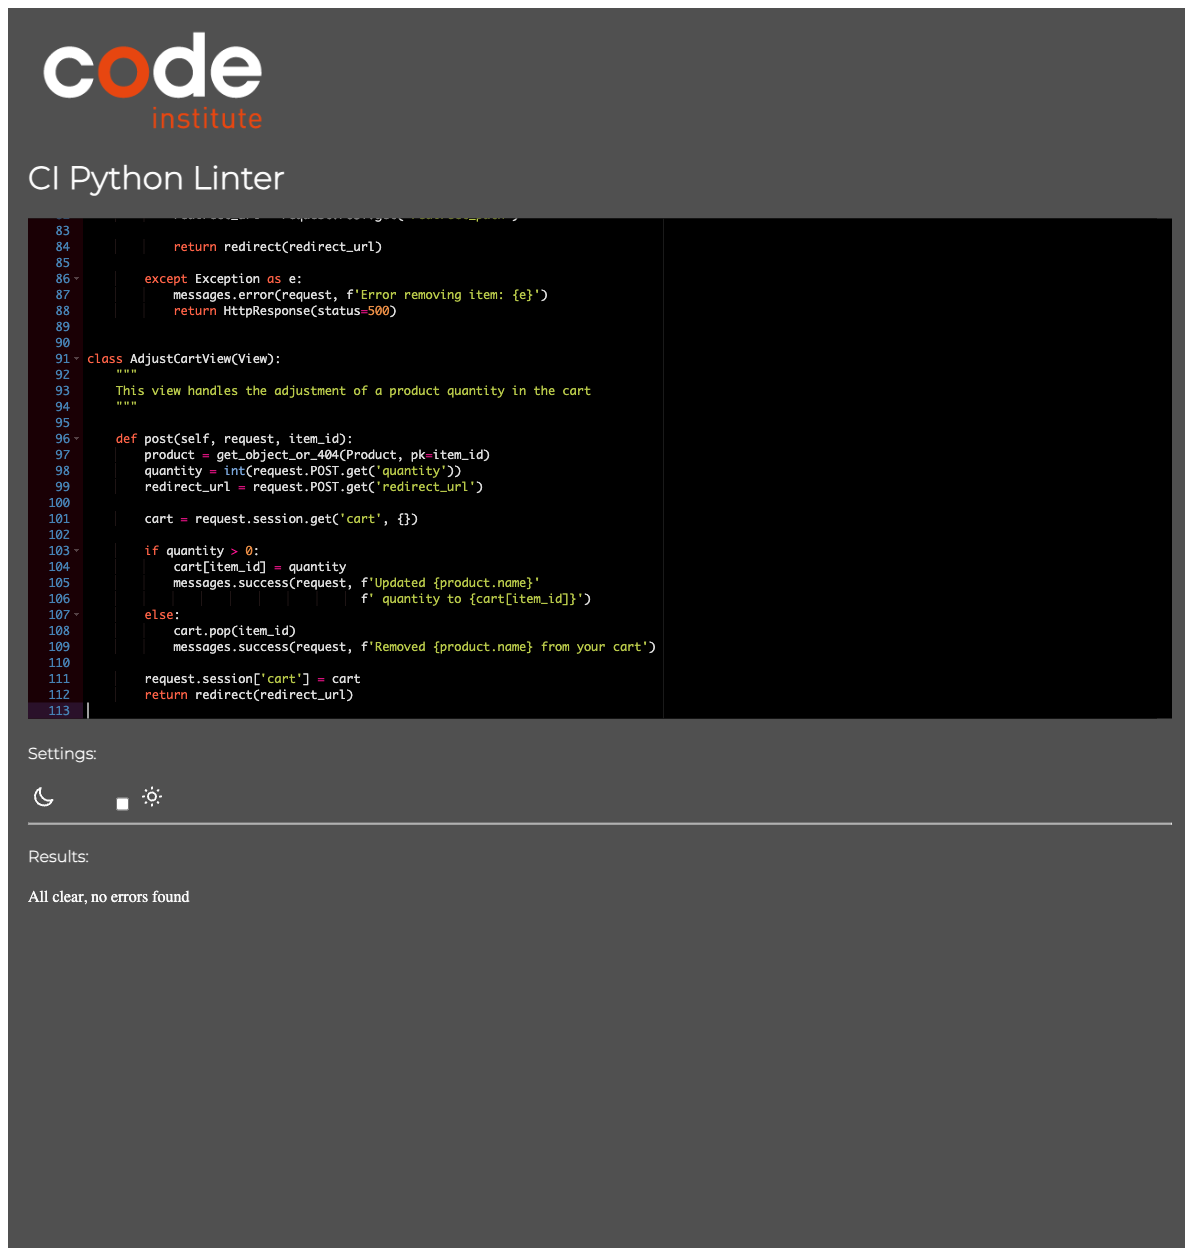 code
institute
CI Python Linter
83
84 return redirect(redirect_url)
85
86 except Exception as e:
87 messages.error(request, f'Error removing item: {e}')
88 return HttpResponse(status=500)
89
90
91 class AdjustCartView(View):
92 """
93 This view handles the adjustment of a product quantity in the cart
94 """
95
96 def post(self, request, item_id):
97 product = get_object_or_404(Product, pk=item_id)
98 quantity = int(request.POST.get('quantity'))
99 redirect_url = request.POST.get('redirect_url')
100
101 cart = request.session.get('cart', {})
102
103 if quantity > 0:
104 cart[item_id] = quantity
105 messages.success(request, f'Updated {product.name}'
106 f' quantity to {cart[item_id]}')
107 else:
108 cart.pop(item_id)
109 messages.success(request, f'Removed {product.name} from your cart')
110
111 request.session['cart'] = cart
112 return redirect(redirect_url)
113
Settings:
Results:
All clear, no errors found